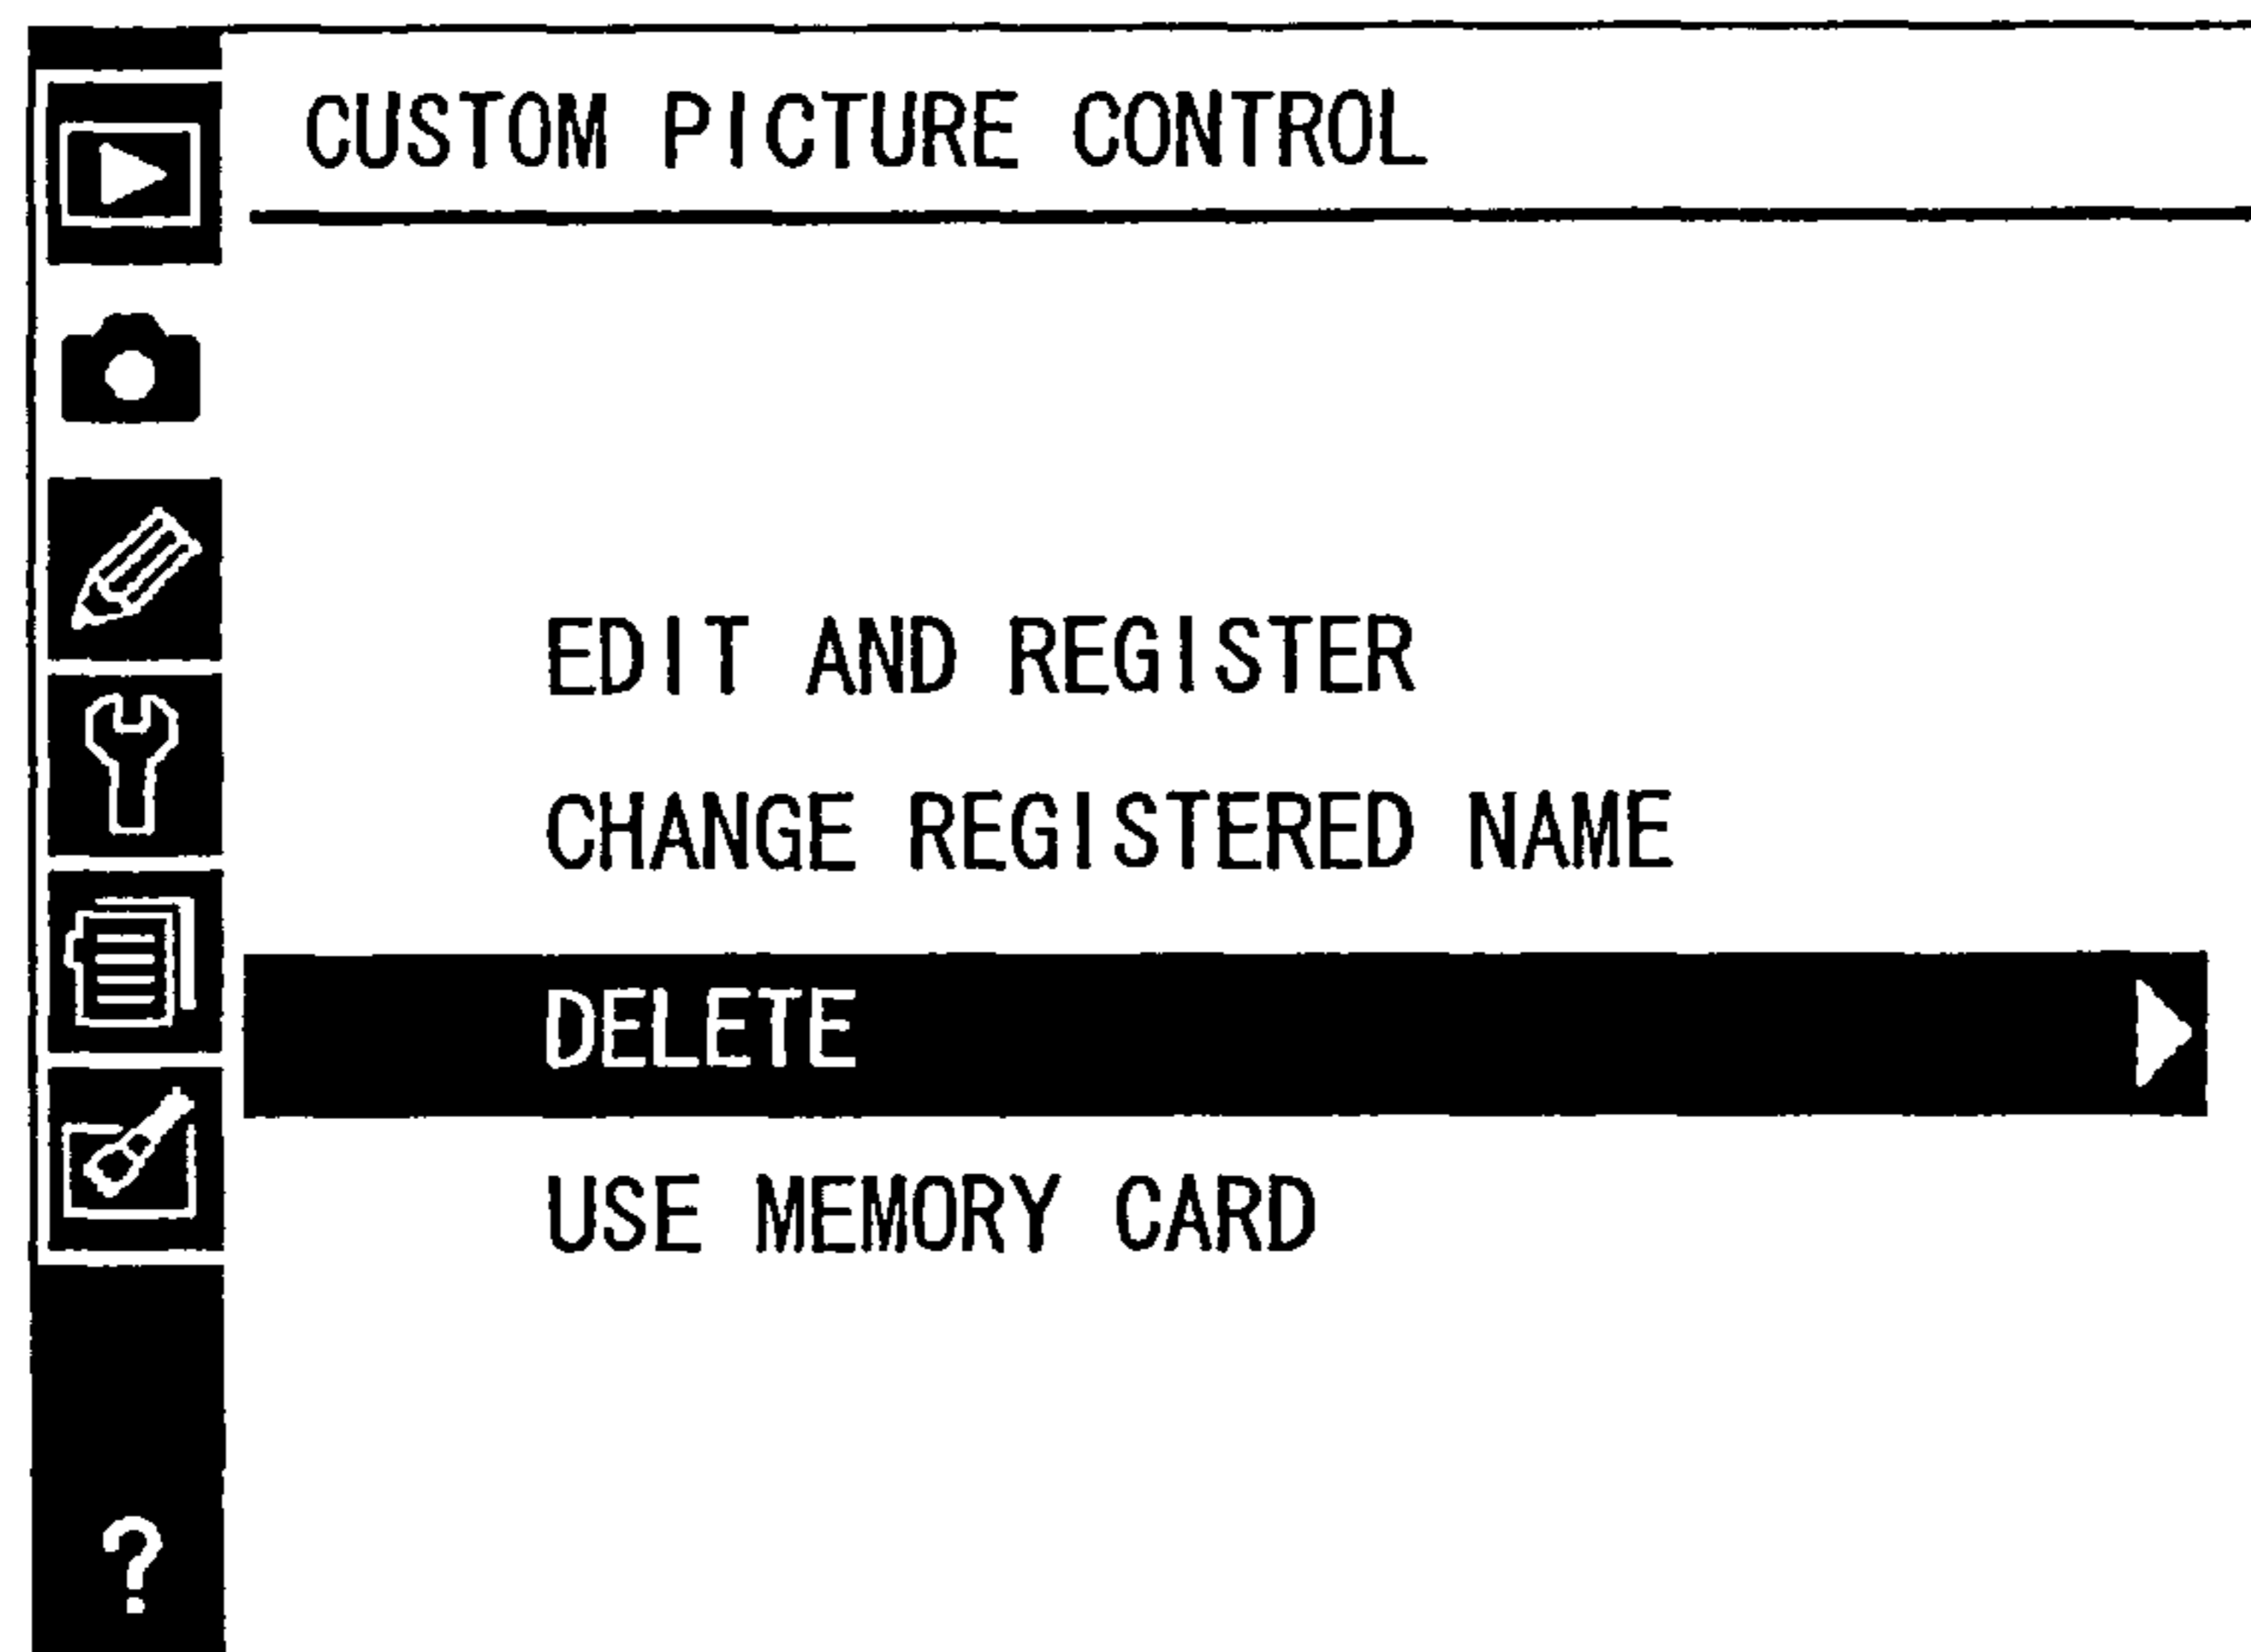 CUSTOM PICTURE CONTROL
EDIT AND REGISTER
CHANGE REGISTERED NAME
DELETE
USE MEMORY CARD
?